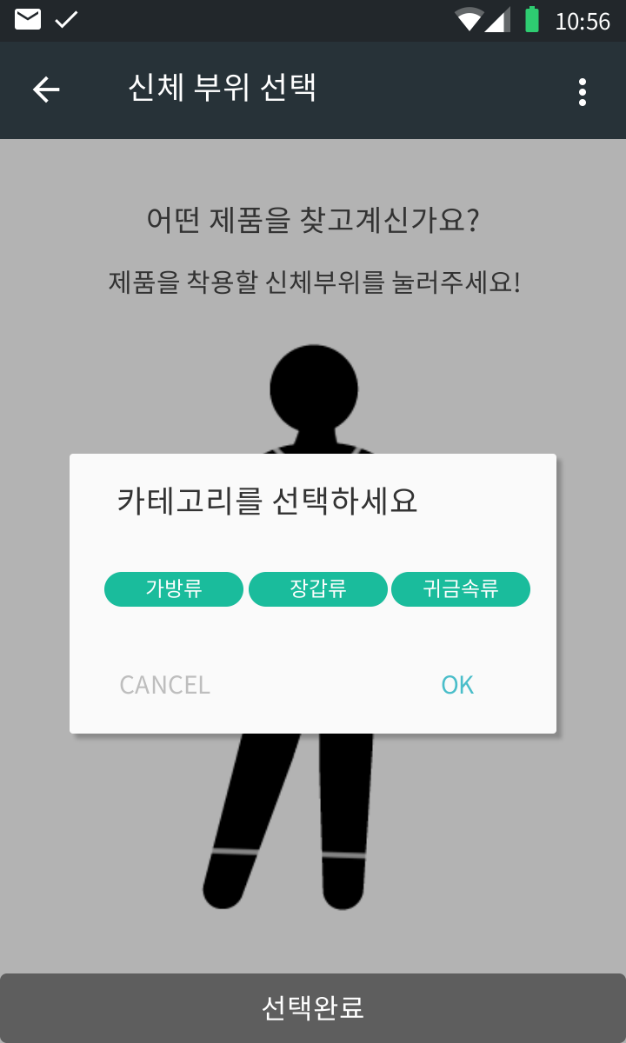 10:56
신체 부위 선택
어떤 제품을 찾고계신가요?
제품을 착용할 신체부위를 눌러주세요!
카테고리를 선택하세요
가방류 장갑류 귀금속류
CANCEL OK
선택완료